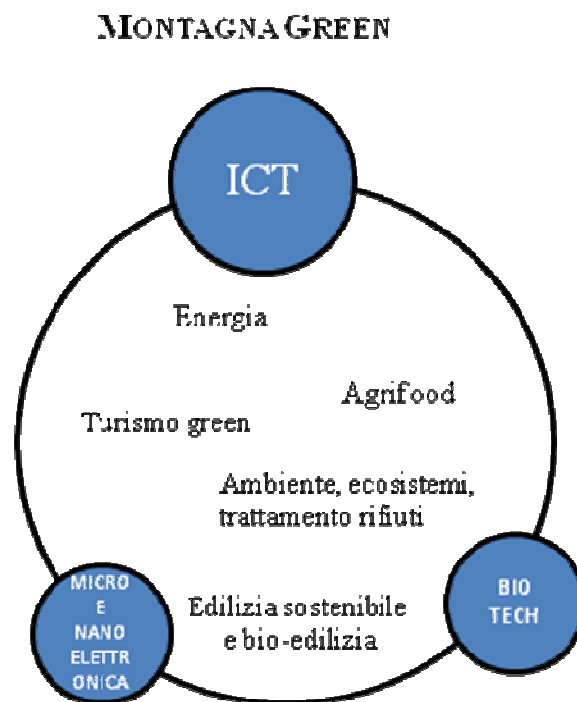 MONTAGNA GREEN
ICT
Energia
Agrifood
Turismo green
Ambiente, ecosistemi,
trattamento rifiuti
MICRO
E
NANO
ELETTR
ONICA
Edilizia sostenibile
e bio-edilizia
BIO
TECH